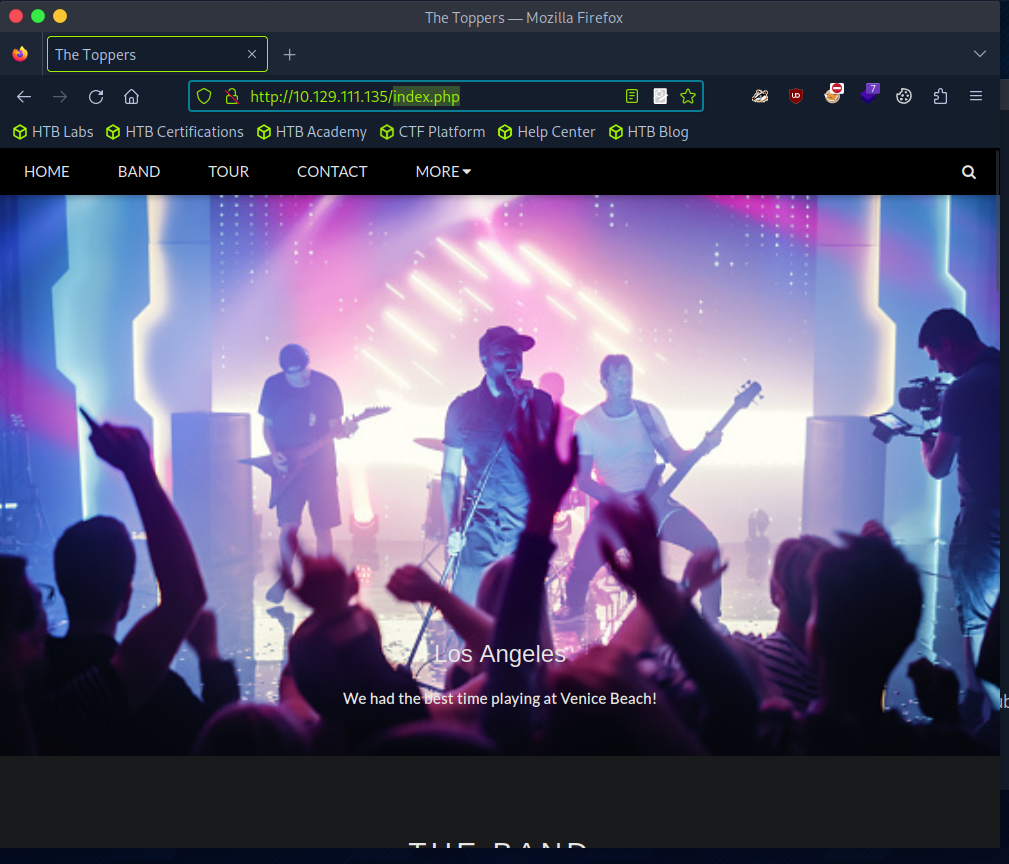 The Toppers — Mozilla Firefox
The Toppers
http://10.129.111.135/index.php
7
HTB Labs HTB Certifications HTB Academy CTF Platform Help Center HTB Blog
HOME BAND TOUR CONTACT MORE
Los Angeles
We had the best time playing at Venice Beach!
THE BAND